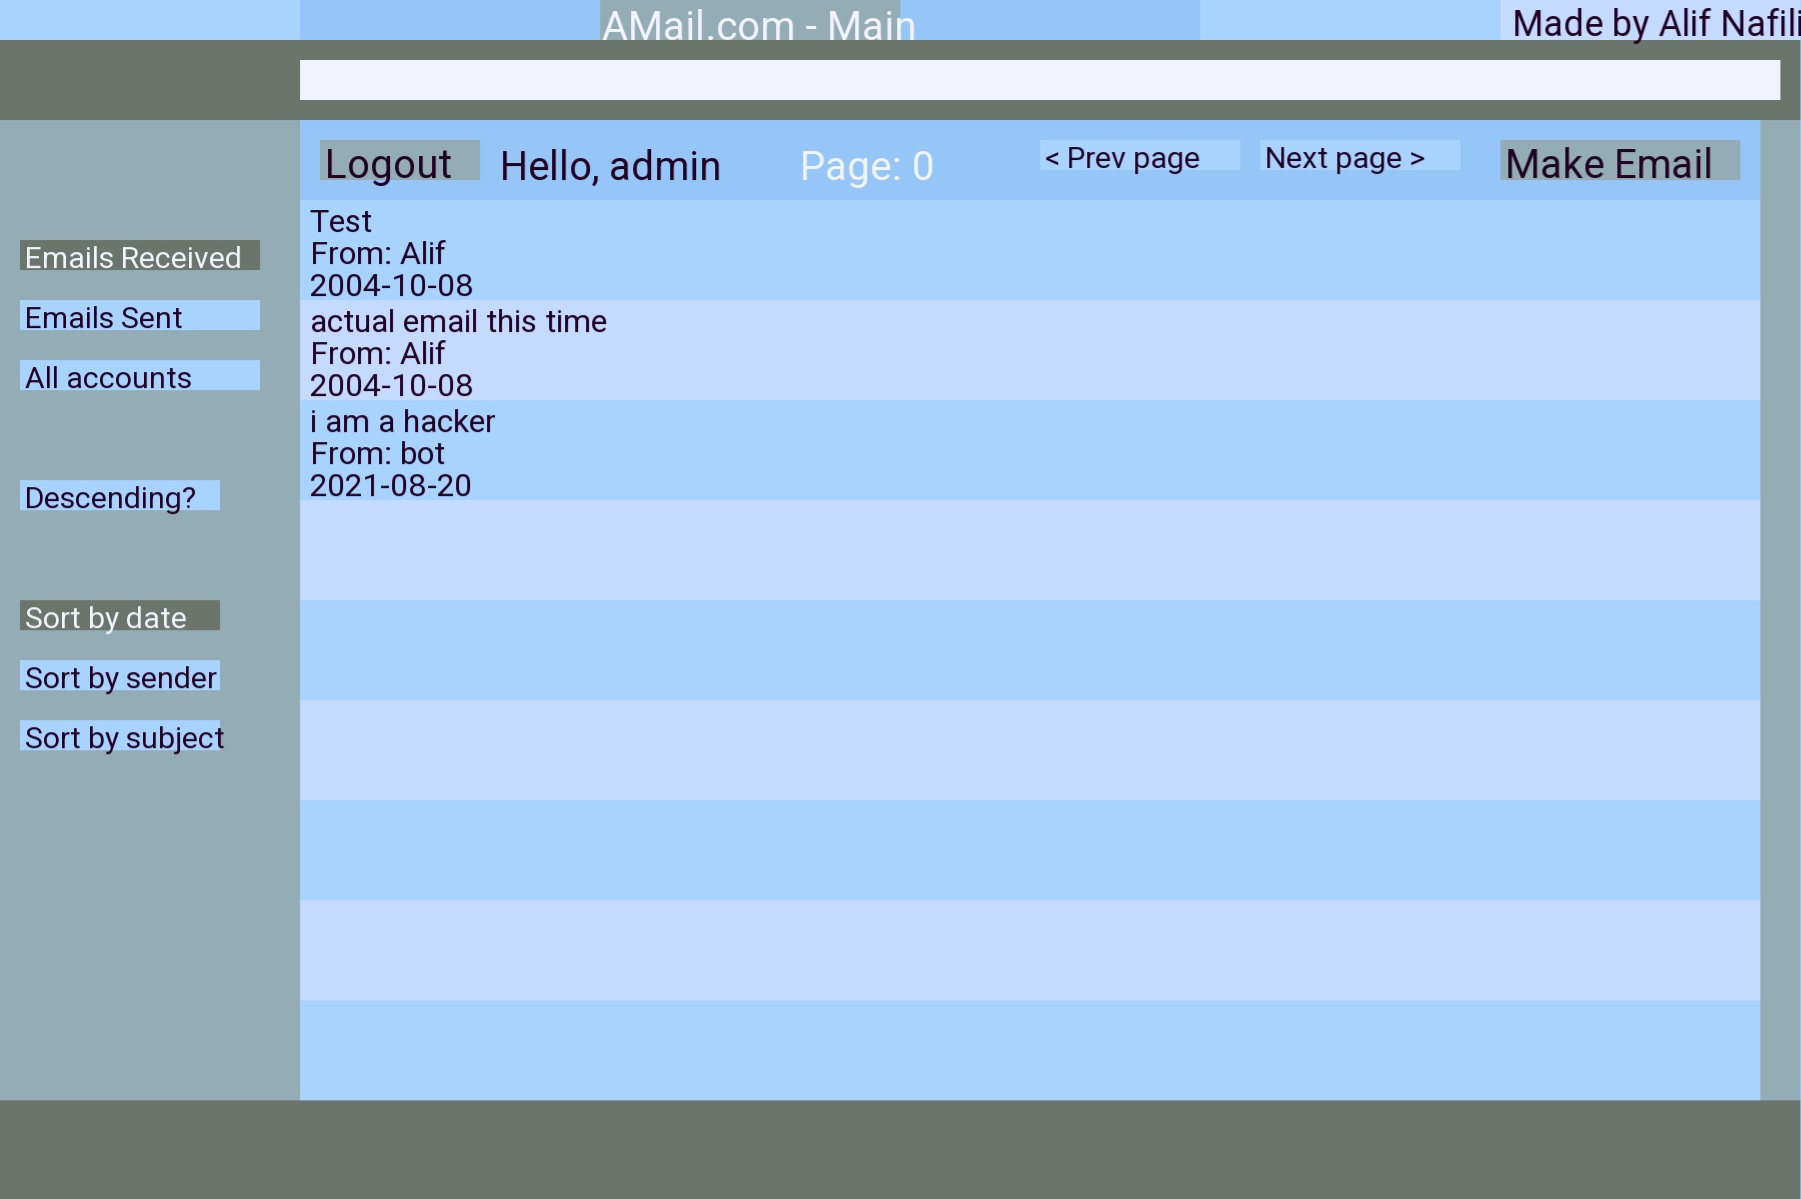 AMail.com - Main
Made by Alif Nafili
Logout
Hello, admin
Page: 0
< Prev page
Next page >
Make Email
Emails Received
Emails Sent
All accounts
Descending?
Sort by date
Sort by sender
Sort by subject
Test
From: Alif
2004-10-08
actual email this time
From: Alif
2004-10-08
i am a hacker
From: bot
2021-08-20